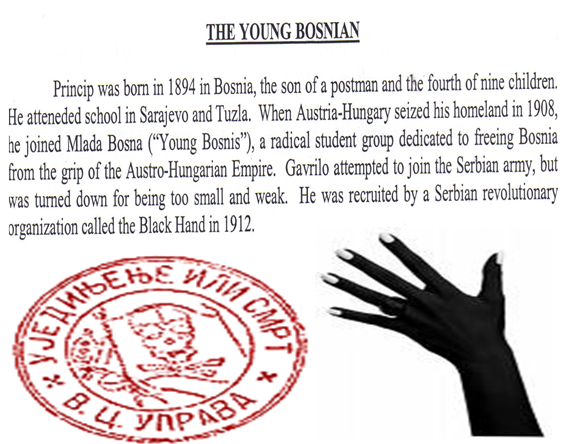 THE YOUNG BOSNIAN
Princip was born in 1894 in Bosnia, the son of a postman and the fourth of nine children.
He atteneded school in Sarajevo and Tuzla. When Austria-Hungary seized his homeland in 1908,
he joined Mlada Bosna (“Young Bosnis”), a radical student group dedicated to freeing Bosnia
from the grip of the Austro-Hungarian Empire. Gavrilo attempted to join the Serbian army, but
was turned down for being too small and weak. He was recruited by a Serbian revolutionary
organization called the Black Hand in 1912.
УЈЕДИЊЕЊЕ ИЛИ СМРТ
В. Ц. УПРАВА